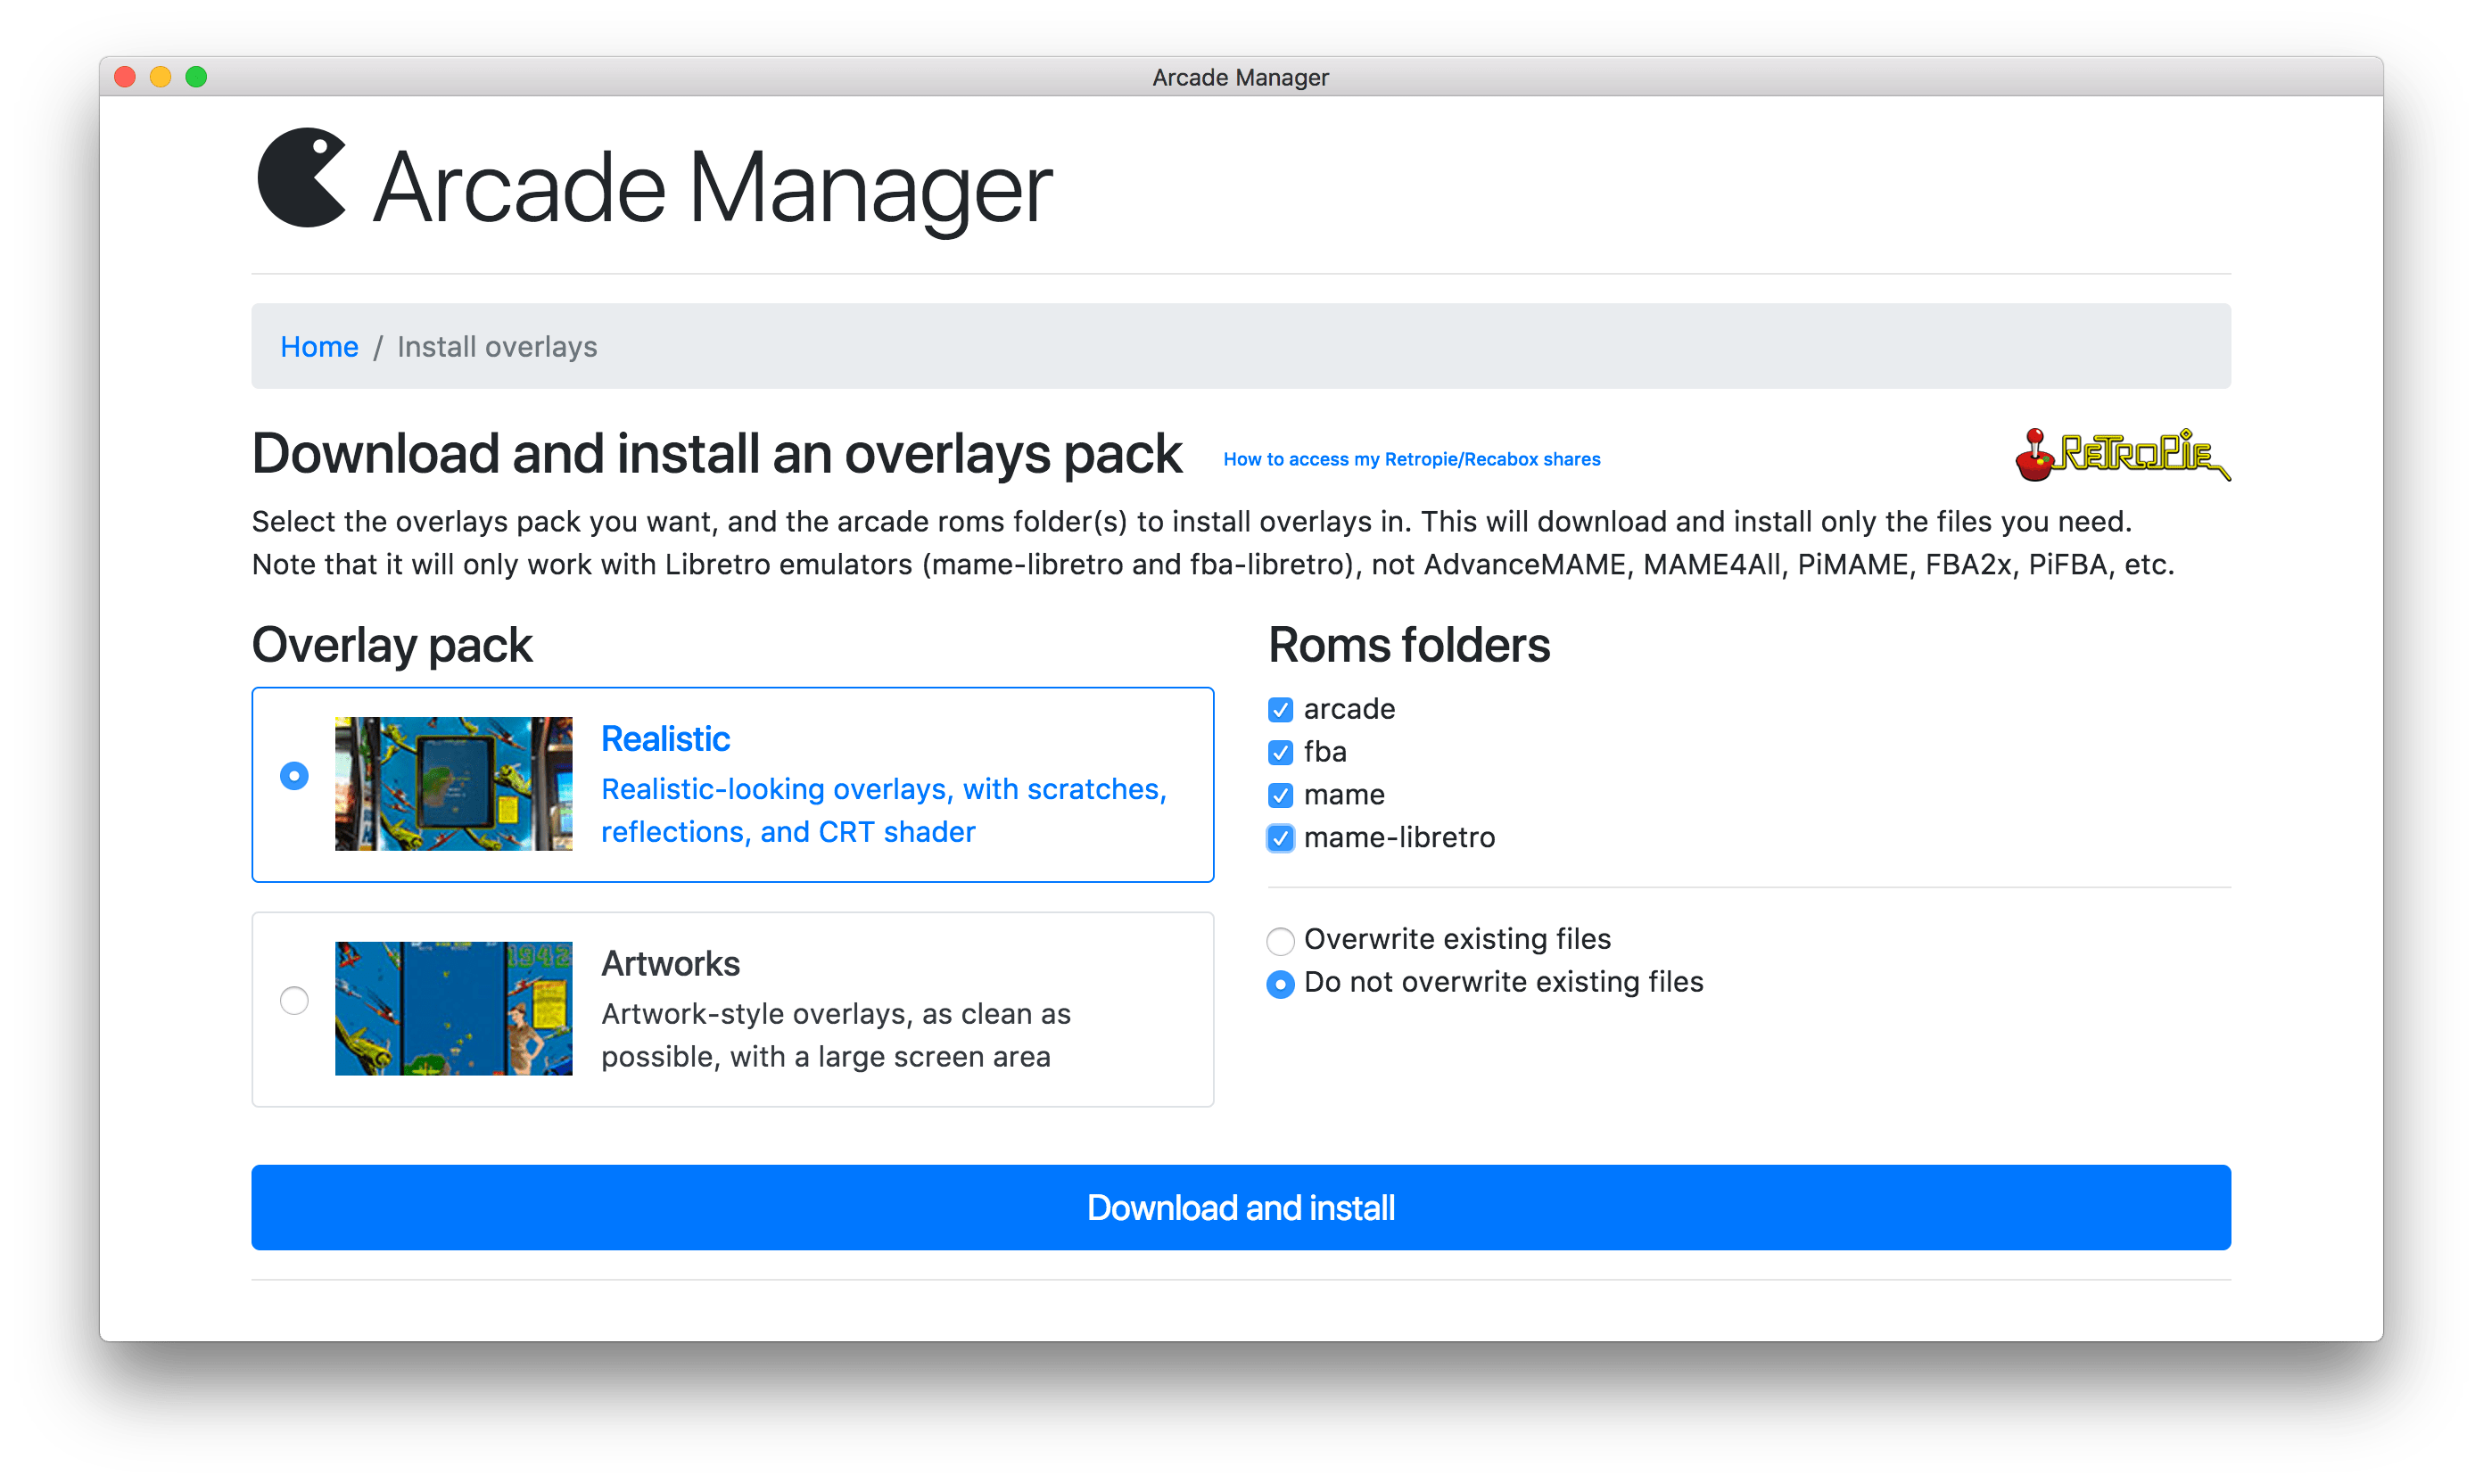 Arcade Manager
Arcade Manager
Home / Install overlays
Download and install an overlays pack How to access my Retropie/Recabox shares RETROPIE
Select the overlays pack you want, and the arcade roms folder(s) to install overlays in. This will download and install only the files you need.
Note that it will only work with Libretro emulators (mame-libretro and fba-libretro), not AdvanceMAME, MAME4All, PiMAME, FBA2x, PiFBA, etc.
Overlay pack
Realistic
Realistic-looking overlays, with scratches,
reflections, and CRT shader
1942
Artworks
Artwork-style overlays, as clean as
possible, with a large screen area
Roms folders
arcade
fba
mame
mame-libretro
Overwrite existing files
Do not overwrite existing files
Download and install